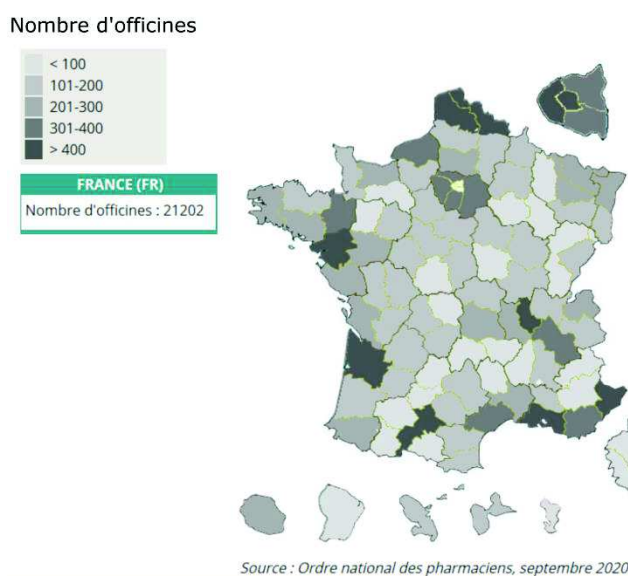 Nombre d'officines
< 100
101-200
201-300
301-400
> 400
FRANCE (FR)
Nombre d'officines : 21202
Source : Ordre national des pharmaciens, septembre 2020